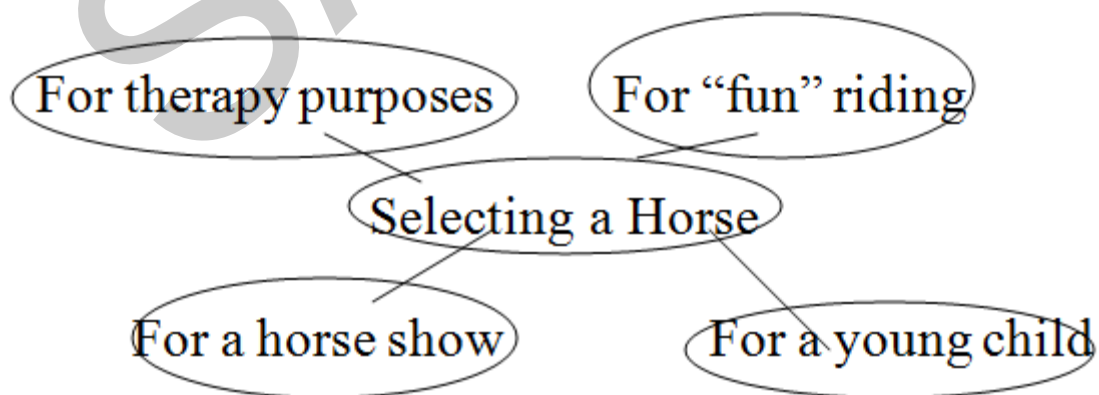 For therapy purposes
For “fun” riding
Selecting a Horse
For a horse show
For a young child